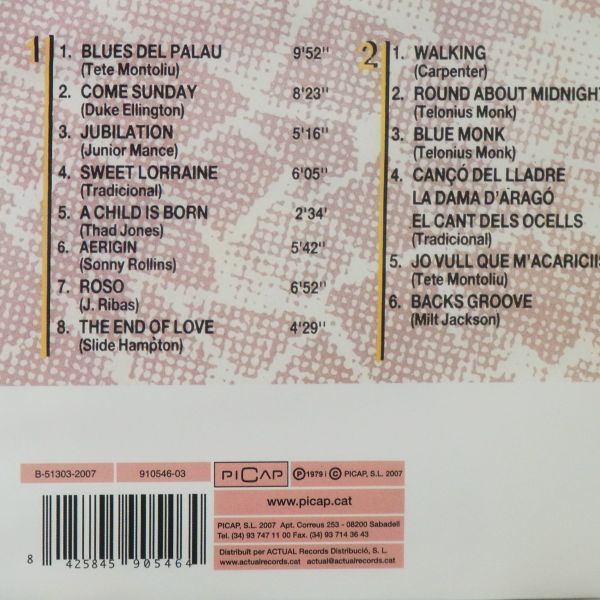 1
1. BLUES DEL PALAU 9'52"
(Tete Montoliu)
2. COME SUNDAY 8'23"
(Duke Ellington)
3. JUBILATION 5'16"
(Junior Mance)
4. SWEET LORRAINE 6'05"
(Tradicional)
5. A CHILD IS BORN 2'34'
(Thad Jones)
6. AERIGIN 5'42"
(Sonny Rollins)
7. ROSO 6'52"
(J. Ribas)
8. THE END OF LOVE 4'29"
(Slide Hampton)
2
1. WALKING
(Carpenter)
2. ROUND ABOUT MIDNIGHT
(Telonius Monk)
3. BLUE MONK
(Telonius Monk)
4. CANÇÓ DEL LLADRE
LA DAMA D'ARAGÓ
EL CANT DELS OCELLS
(Tradicional)
5. JO VULL QUE M'ACARICIIS
(Tete Montoliu)
6. BACKS GROOVE
(Milt Jackson)
B-51303-2007 910546-03 PICAP Ⓟ 1979 i © PICAP, S.L. 2007
www.picap.cat
PICAP, S.L. 2007 Apt. Correus 253 - 08200 Sabadell
Tel. (34) 93 747 11 00 Fax. (34) 93 714 36 43
Distribuït per ACTUAL Records Distribució, S. L.
www.actualrecords.cat actual@actualrecords.cat
8 425845 905464